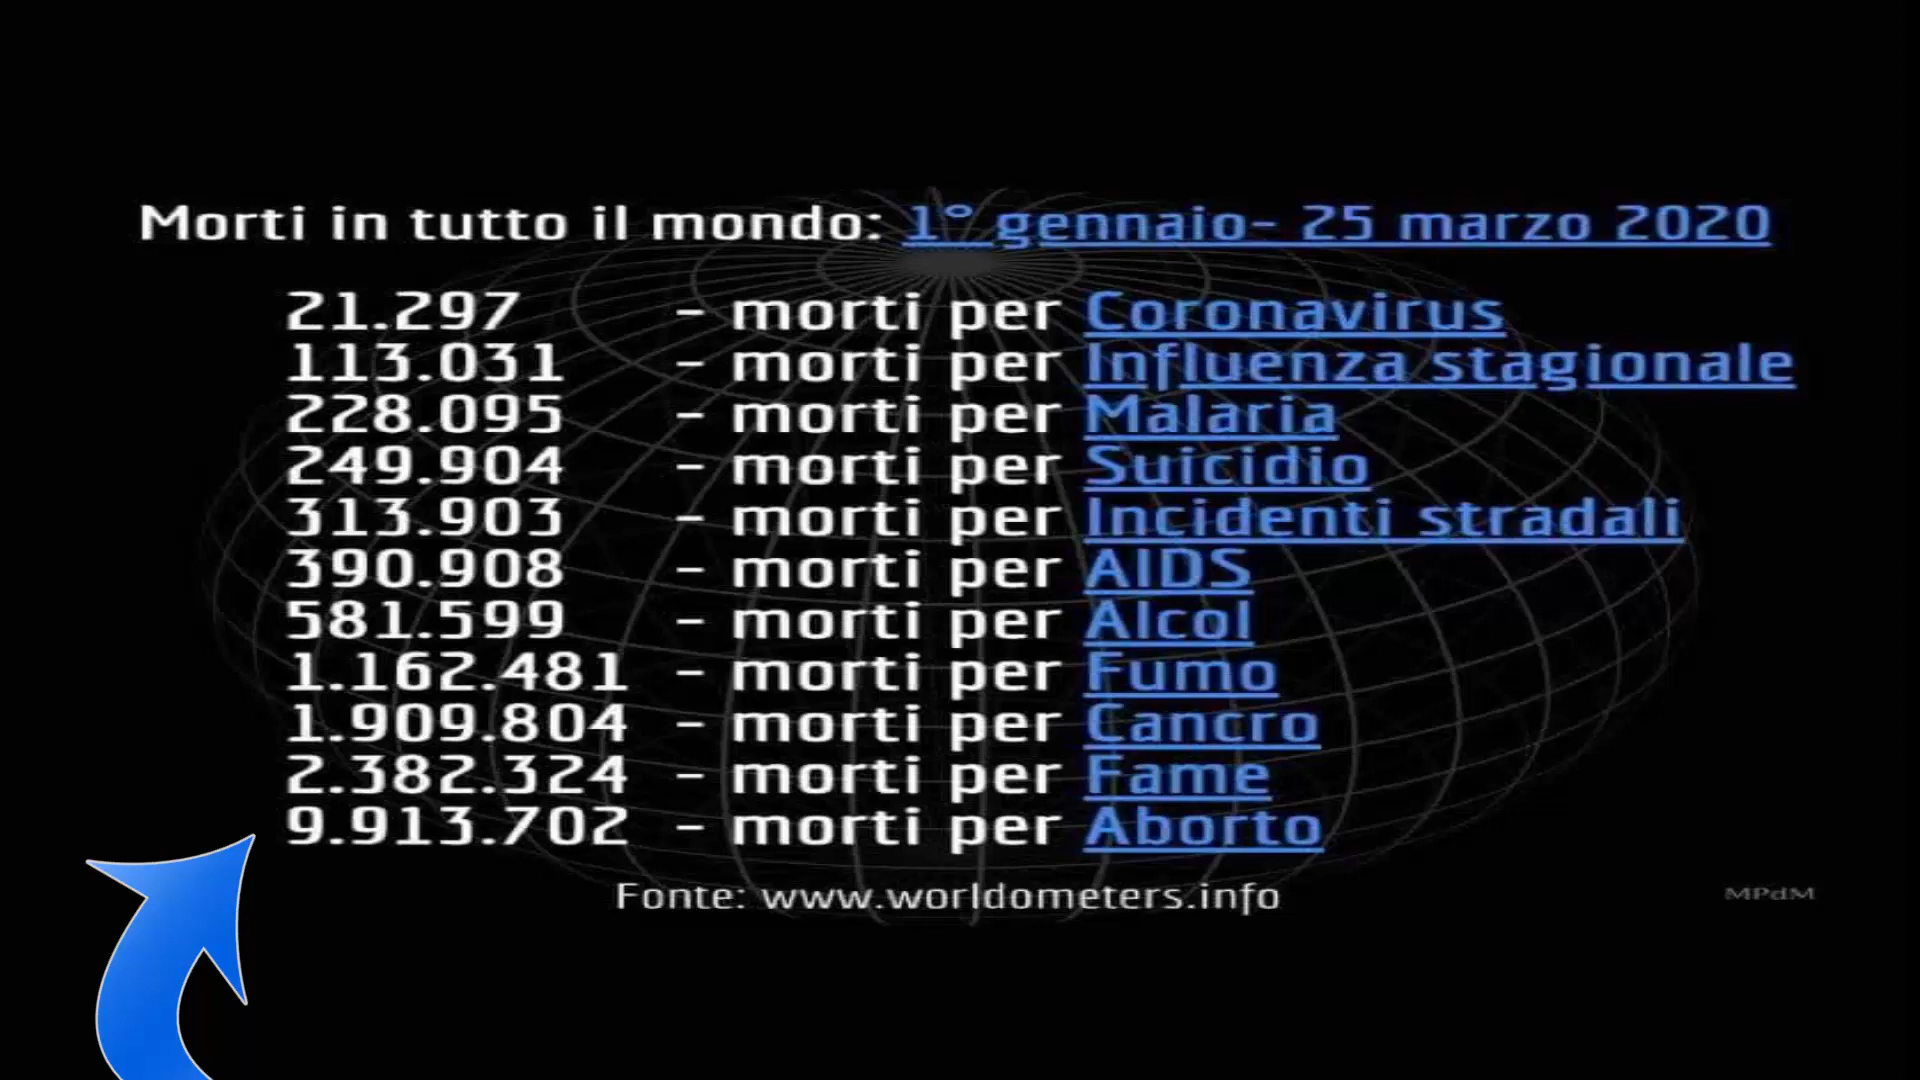 Morti in tutto il mondo: 1° gennaio- 25 marzo 2020
21.297 - morti per Coronavirus
113.031 - morti per Influenza stagionale
228.095 - morti per Malaria
249.904 - morti per Suicidio
313.903 - morti per Incidenti stradali
390.908 - morti per AIDS
581.599 - morti per Alcol
1.162.481 - morti per Fumo
1.909.804 - morti per Cancro
2.382.324 - morti per Fame
9.913.702 - morti per Aborto
Fonte: www.worldometers.info
MPdM